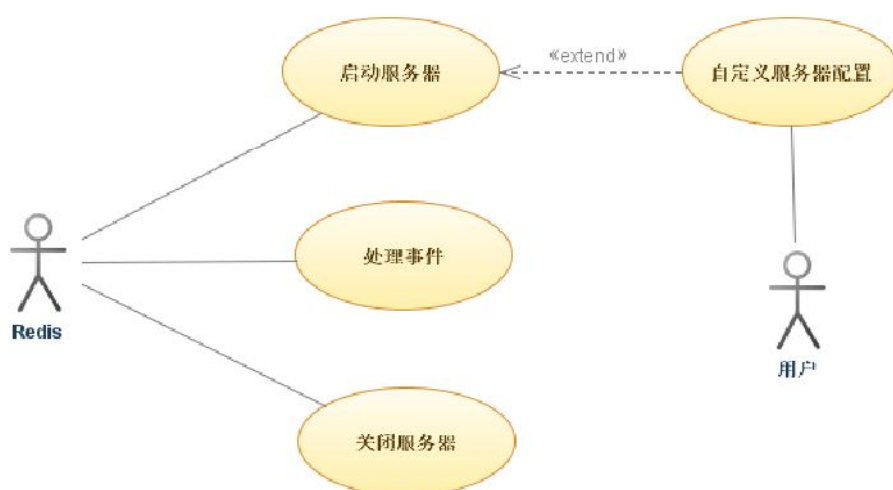 启动服务器
«extend»
自定义服务器配置
处理事件
Redis
用户
关闭服务器